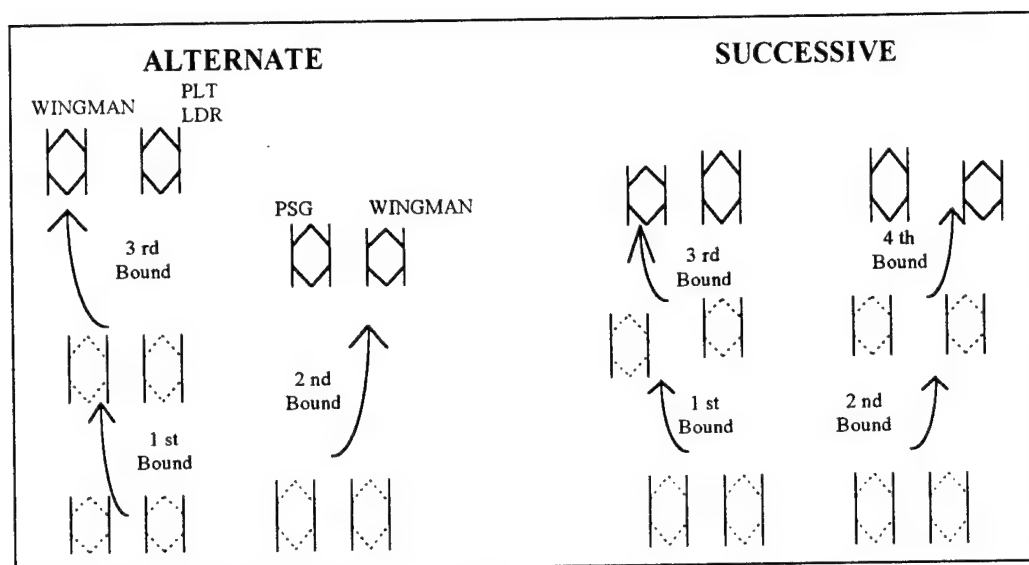 ALTERNATE
WINGMAN
PLT
LDR
PSG
WINGMAN
3 rd
Bound
2 nd
Bound
1 st
Bound
SUCCESSIVE
3 rd
Bound
4 th
Bound
1 st
Bound
2 nd
Bound